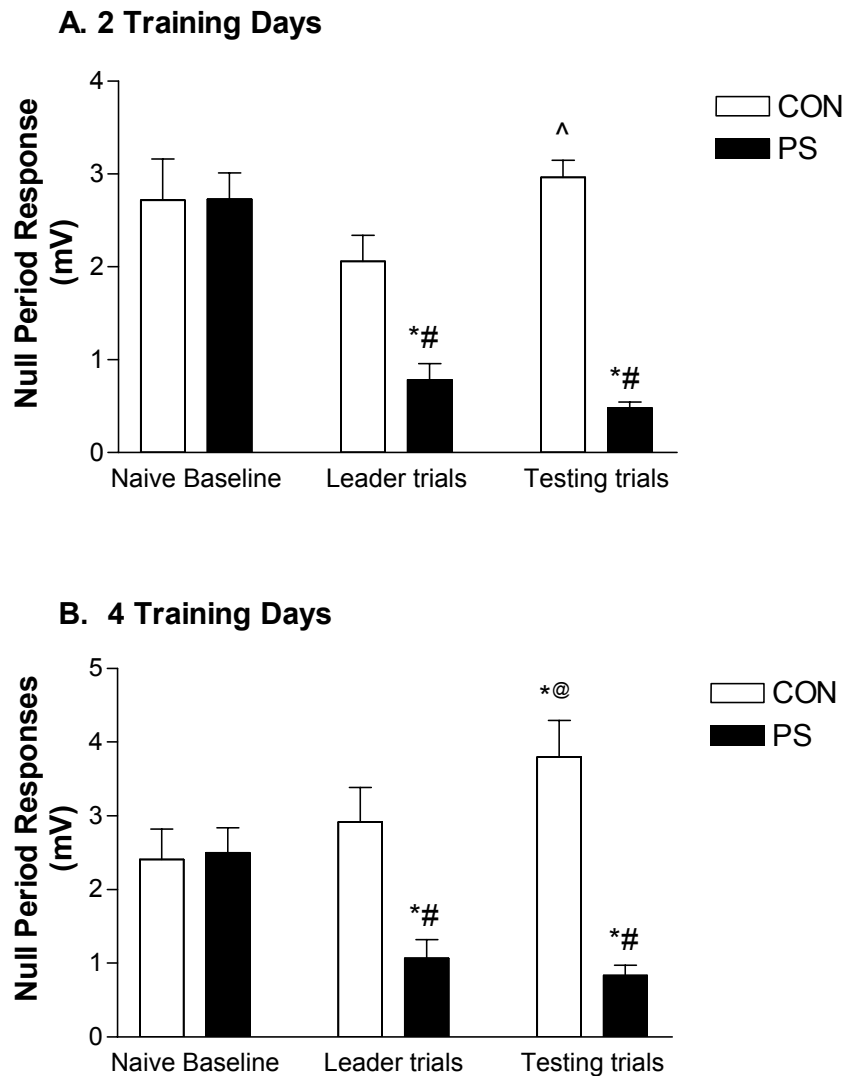 A. 2 Training Days
Null Period Response
(mV)
4
3
2
1
0
^
*#
*#
CON
PS
Naive Baseline
Leader trials
Testing trials
B. 4 Training Days
Null Period Responses
(mV)
5
4
3
2
1
0
*@
*#
*#
CON
PS
Naive Baseline
Leader trials
Testing trials